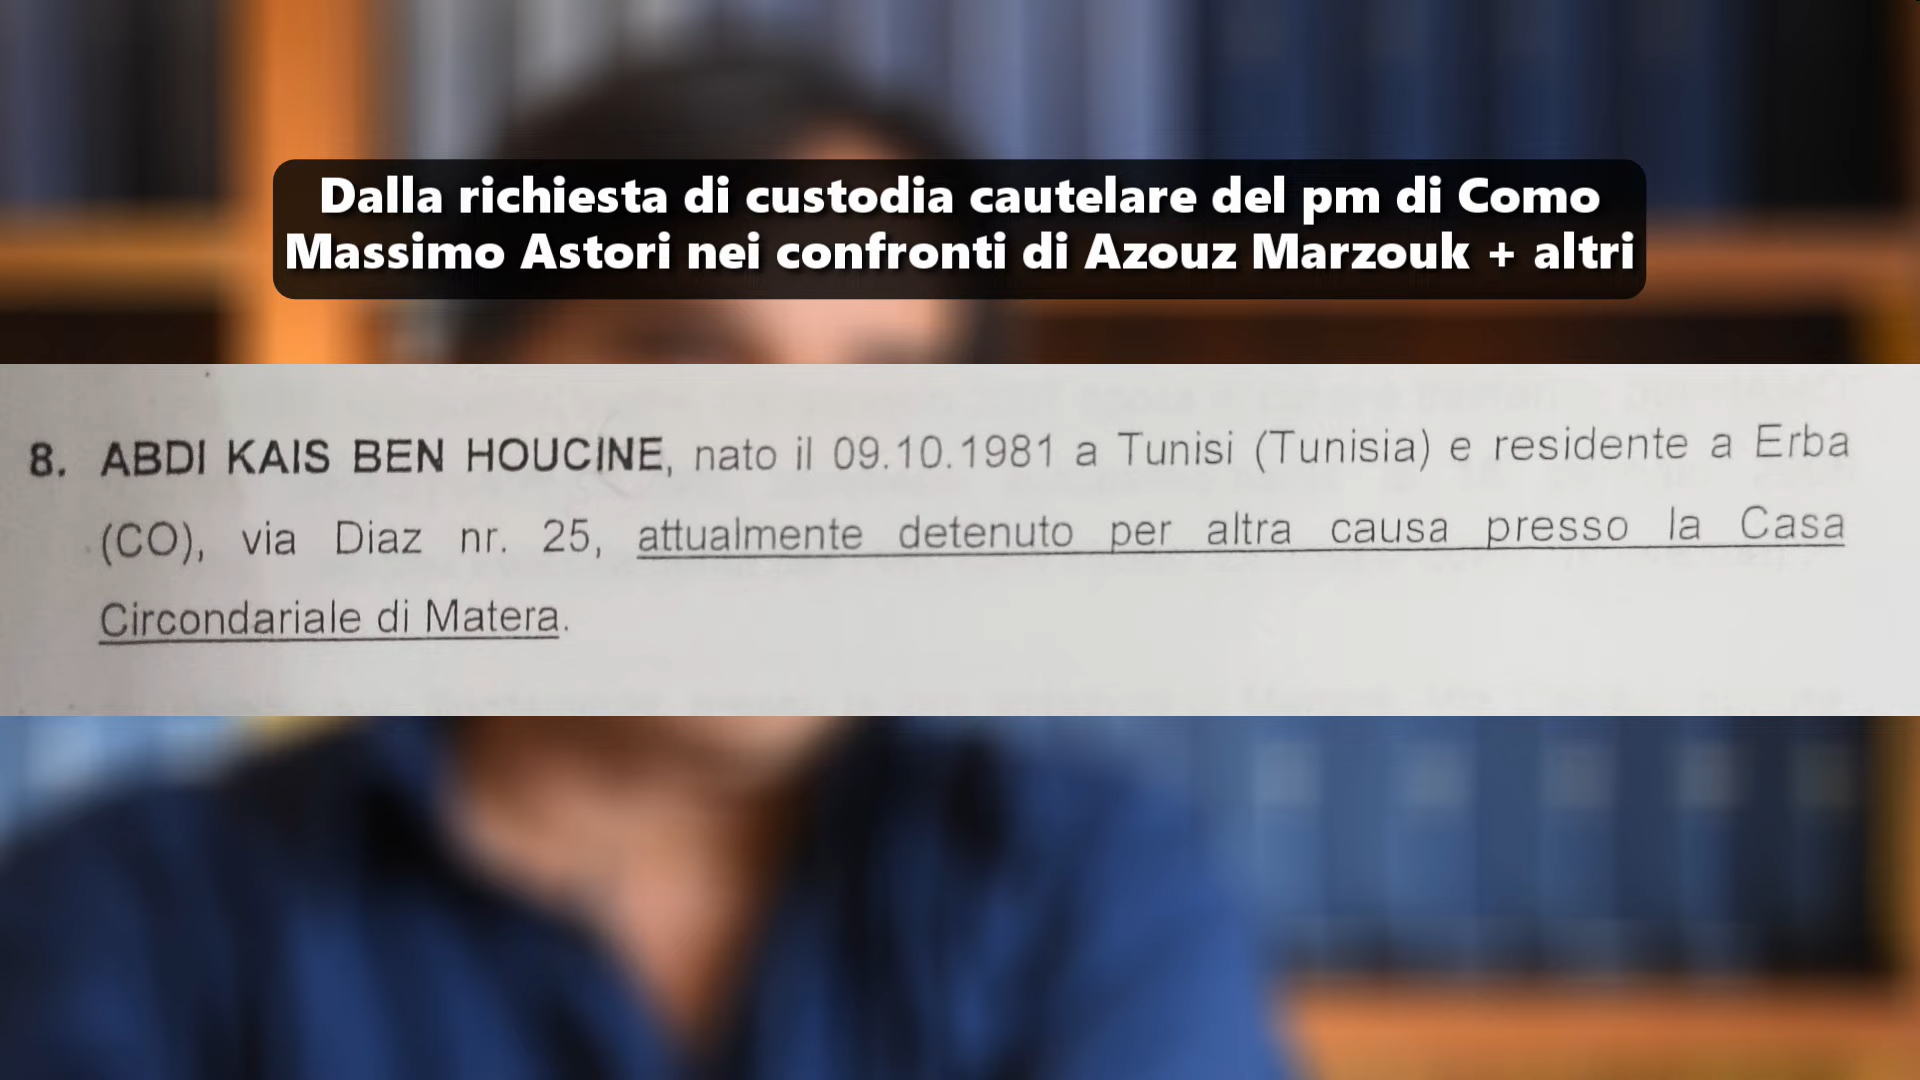 Dalla richiesta di custodia cautelare del pm di Como
Massimo Astori nei confronti di Azouz Marzouk + altri
8. ABDI KAIS BEN HOUCINE, nato il 09.10.1981 a Tunisi (Tunisia) e residente a Erba
(CO), via Diaz nr. 25, attualmente detenuto per altra causa presso la Casa
Circondariale di Matera.